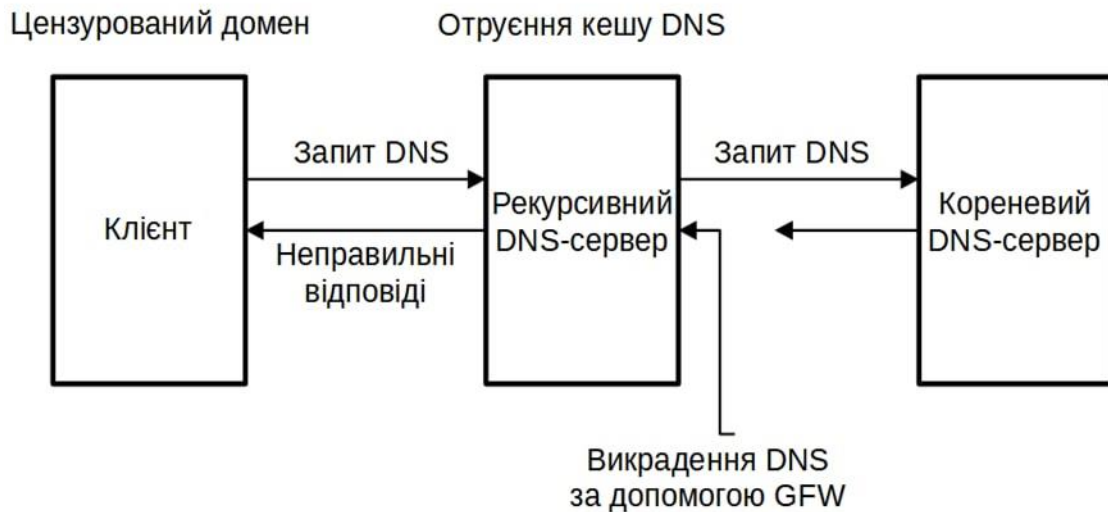 Цензурований домен
Отруєння кешу DNS
Запит DNS
Запит DNS
Клієнт
Рекурсивний
DNS-сервер
Кореневий
DNS-сервер
Неправильні
відповіді
Викрадення DNS
за допомогою GFW